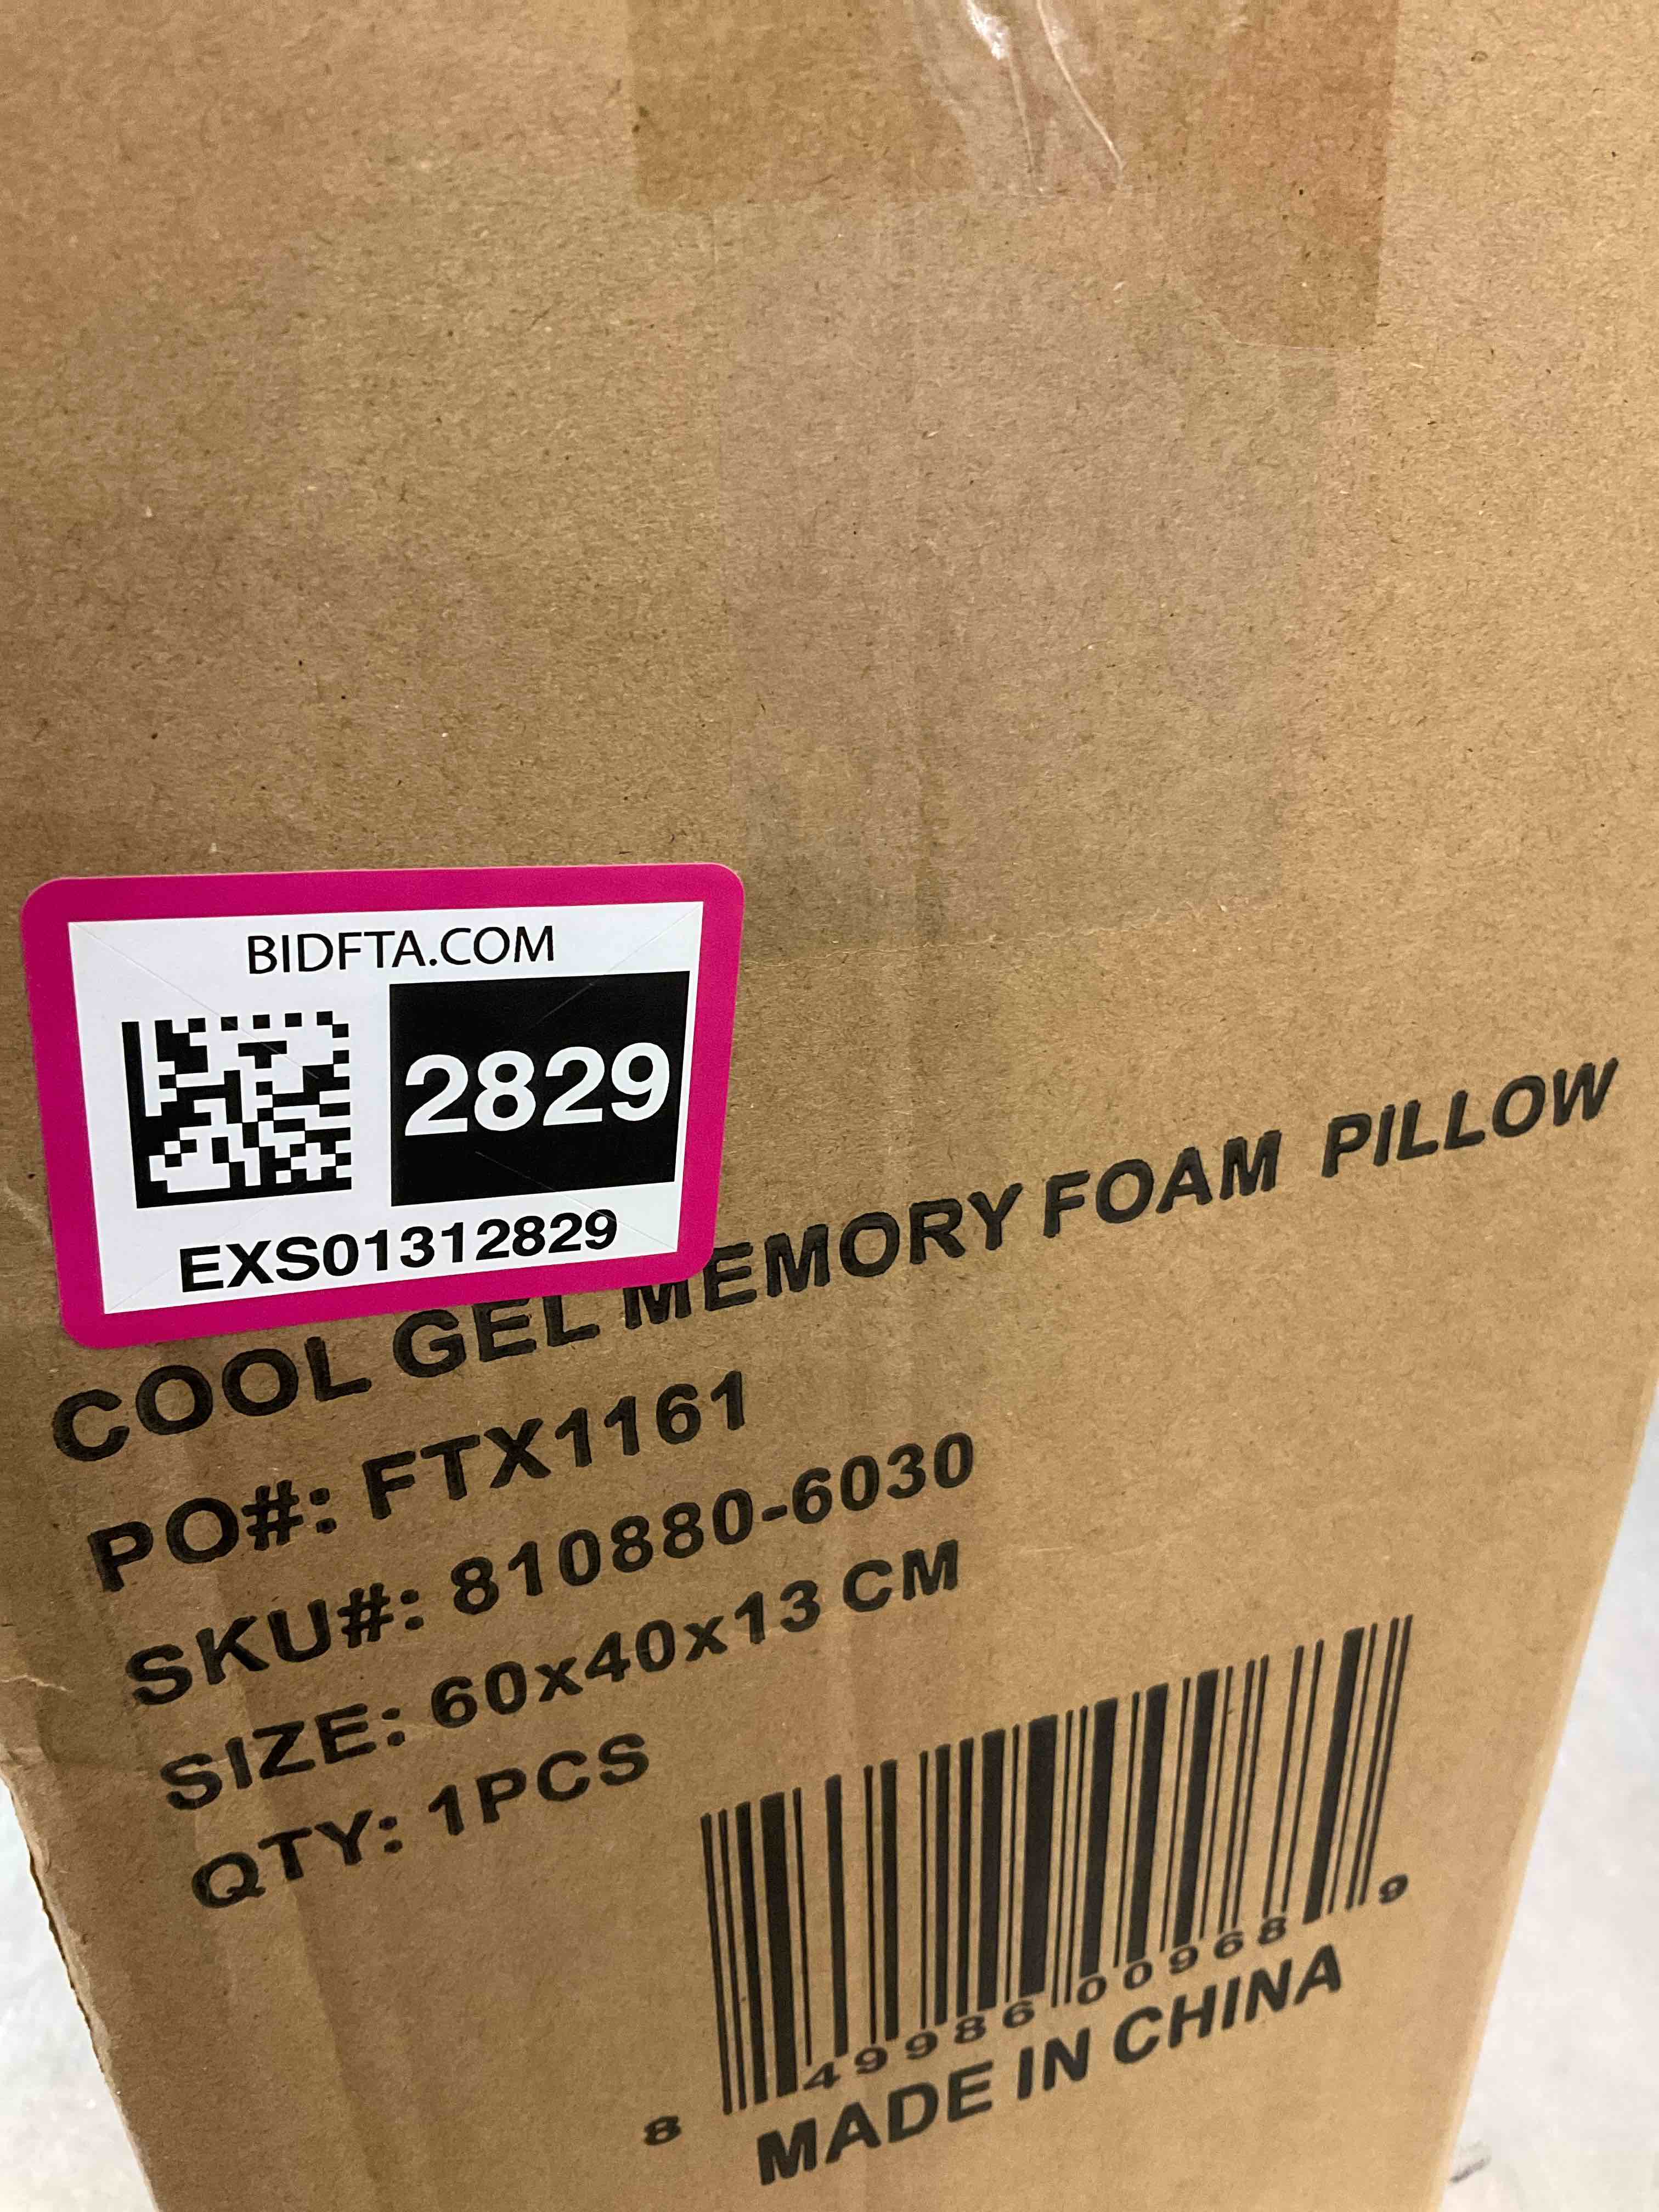 BIDFTA.COM
2829
EXS01312829
COOL GEL MEMORY FOAM PILLOW
PO#: FTX1161
SKU#: 810880-6030
SIZE: 60x40x13 CM
QTY: 1PCS
8 49986 00968 9
MADE IN CHINA